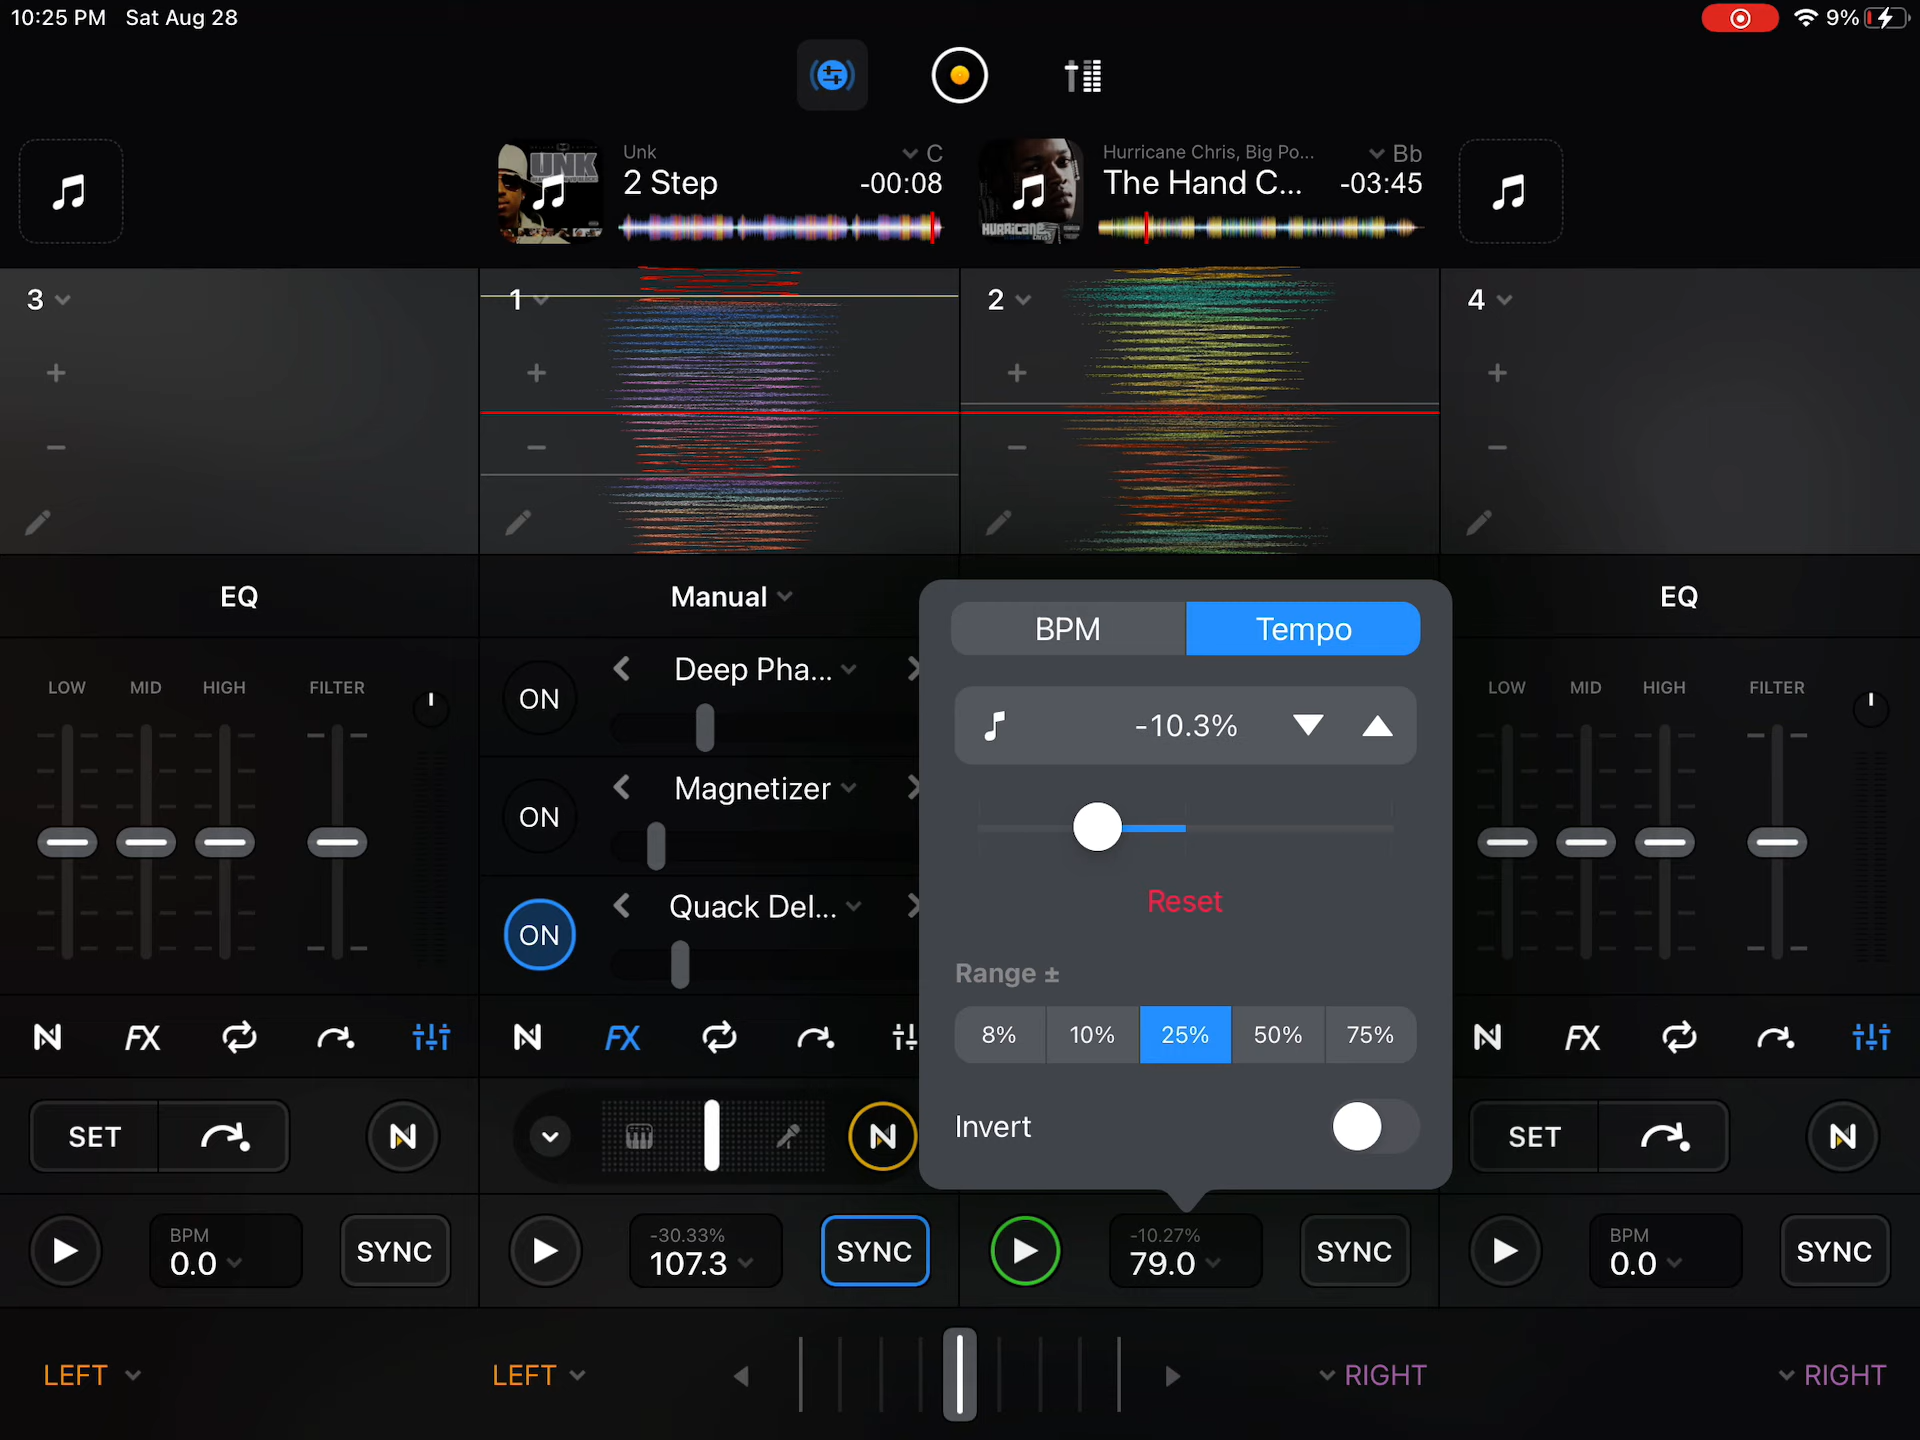 10:25 PM Sat Aug 28
9%
Unk
C
2 Step
-00:08
UNK
Hurricane Chris, Big Po...
Bb
The Hand C...
-03:45
HURRICANE
3
1
2
4
EQ
Manual
EQ
BPM
Tempo
LOW MID HIGH FILTER
ON
Deep Pha...
-10.3%
LOW MID HIGH FILTER
ON
Magnetizer
ON
Quack Del...
Reset
Range ±
8% 10% 25% 50% 75%
FX
FX
FX
SET
Invert
SET
BPM
0.0
SYNC
-30.33%
107.3
SYNC
-10.27%
79.0
SYNC
BPM
0.0
SYNC
LEFT
LEFT
RIGHT
RIGHT